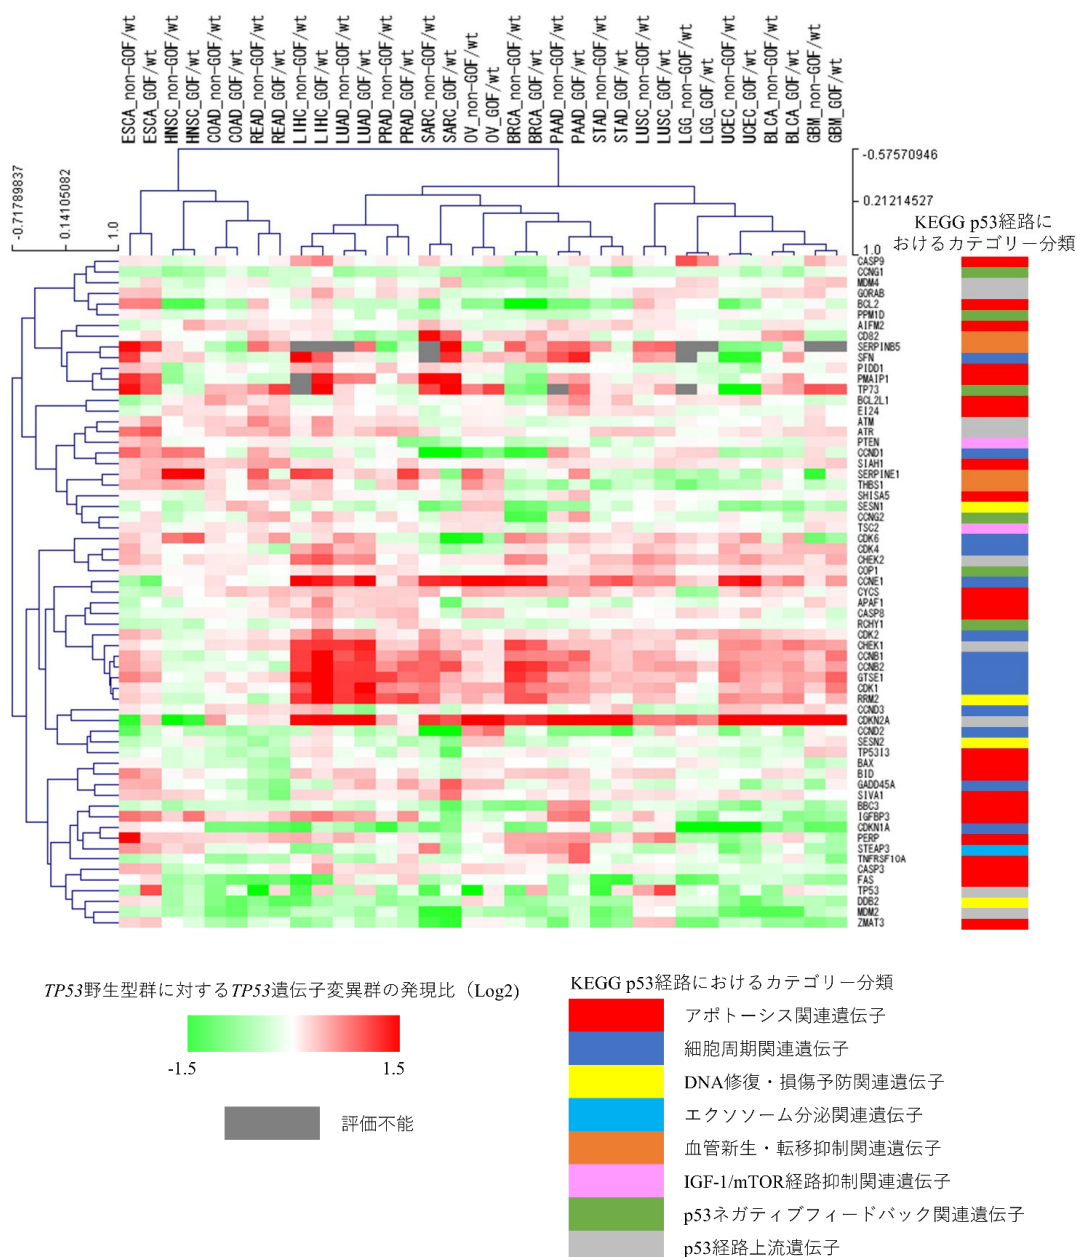 ESCA_non-GOF/wt
ESCA_GOF/wt
HNSC_non-GOF/wt
HNSC_GOF/wt
COAD_non-GOF/wt
COAD_GOF/wt
READ_non-GOF/wt
READ_GOF/wt
LIHC_non-GOF/wt
LIHC_GOF/wt
LUAD_non-GOF/wt
LUAD_GOF/wt
PRAD_non-GOF/wt
PRAD_GOF/wt
SARC_non-GOF/wt
SARC_GOF/wt
OV_non-GOF/wt
OV_GOF/wt
BRCA_non-GOF/wt
BRCA_GOF/wt
PAAD_non-GOF/wt
PAAD_GOF/wt
STAD_non-GOF/wt
STAD_GOF/wt
LUSC_non-GOF/wt
LUSC_GOF/wt
LGG_non-GOF/wt
LGG_GOF/wt
UCEC_non-GOF/wt
UCEC_GOF/wt
BLCA_non-GOF/wt
BLCA_GOF/wt
GBM_non-GOF/wt
GBM_GOF/wt
-0.57570946
0.21214527
1.0
-0.71789837
0.14105082
1.0
KEGG p53経路に
おけるカテゴリー分類
CASP9
CCNG1
MDM4
GORAB
BCL2
PPM1D
AIFM2
CD82
SERPINB5
SFN
PIDD1
PMAIP1
TP73
BCL2L1
EI24
ATM
ATR
PTEN
CCND1
SIAH1
SERPINE1
THBS1
SHISA5
SESN1
CCNG2
TSC2
CDK6
CDK4
CHEK2
COP1
CCNE1
CYCS
APAF1
CASP8
RCHY1
CDK2
CHEK1
CCNB1
CCNB2
GTSE1
CDK1
RRM2
CCND3
CDKN2A
CCND2
SESN2
TP53I3
BAX
BID
GADD45A
SIVA1
BBC3
IGFBP3
CDKN1A
PERP
STEAP3
TNFRSF10A
CASP3
FAS
TP53
DDB2
MDM2
ZMAT3
TP53野生型群に対するTP53遺伝子変異群の発現比（Log2)
-1.5
1.5
評価不能
KEGG p53経路におけるカテゴリー分類
アポトーシス関連遺伝子
細胞周期関連遺伝子
DNA修復・損傷予防関連遺伝子
エクソソーム分泌関連遺伝子
血管新生・転移抑制関連遺伝子
IGF-1/mTOR経路抑制関連遺伝子
p53ネガティブフィードバック関連遺伝子
p53経路上流遺伝子